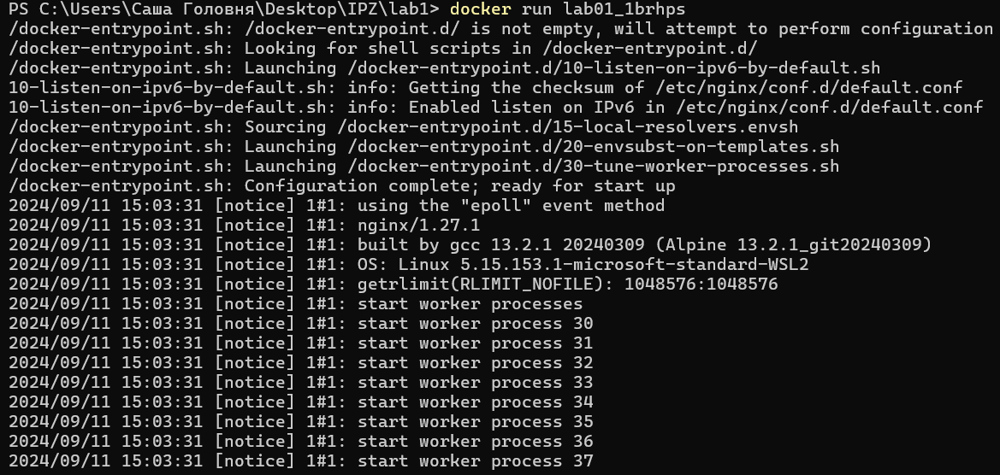 PS C:\Users\Саша Головня\Desktop\IPZ\lab1> docker run lab01_1brhps
/docker-entrypoint.sh: /docker-entrypoint.d/ is not empty, will attempt to perform configuration
/docker-entrypoint.sh: Looking for shell scripts in /docker-entrypoint.d/
/docker-entrypoint.sh: Launching /docker-entrypoint.d/10-listen-on-ipv6-by-default.sh
10-listen-on-ipv6-by-default.sh: info: Getting the checksum of /etc/nginx/conf.d/default.conf
10-listen-on-ipv6-by-default.sh: info: Enabled listen on IPv6 in /etc/nginx/conf.d/default.conf
/docker-entrypoint.sh: Sourcing /docker-entrypoint.d/15-local-resolvers.envsh
/docker-entrypoint.sh: Launching /docker-entrypoint.d/20-envsubst-on-templates.sh
/docker-entrypoint.sh: Launching /docker-entrypoint.d/30-tune-worker-processes.sh
/docker-entrypoint.sh: Configuration complete; ready for start up
2024/09/11 15:03:31 [notice] 1#1: using the "epoll" event method
2024/09/11 15:03:31 [notice] 1#1: nginx/1.27.1
2024/09/11 15:03:31 [notice] 1#1: built by gcc 13.2.1 20240309 (Alpine 13.2.1_git20240309)
2024/09/11 15:03:31 [notice] 1#1: OS: Linux 5.15.153.1-microsoft-standard-WSL2
2024/09/11 15:03:31 [notice] 1#1: getrlimit(RLIMIT_NOFILE): 1048576:1048576
2024/09/11 15:03:31 [notice] 1#1: start worker processes
2024/09/11 15:03:31 [notice] 1#1: start worker process 30
2024/09/11 15:03:31 [notice] 1#1: start worker process 31
2024/09/11 15:03:31 [notice] 1#1: start worker process 32
2024/09/11 15:03:31 [notice] 1#1: start worker process 33
2024/09/11 15:03:31 [notice] 1#1: start worker process 34
2024/09/11 15:03:31 [notice] 1#1: start worker process 35
2024/09/11 15:03:31 [notice] 1#1: start worker process 36
2024/09/11 15:03:31 [notice] 1#1: start worker process 37